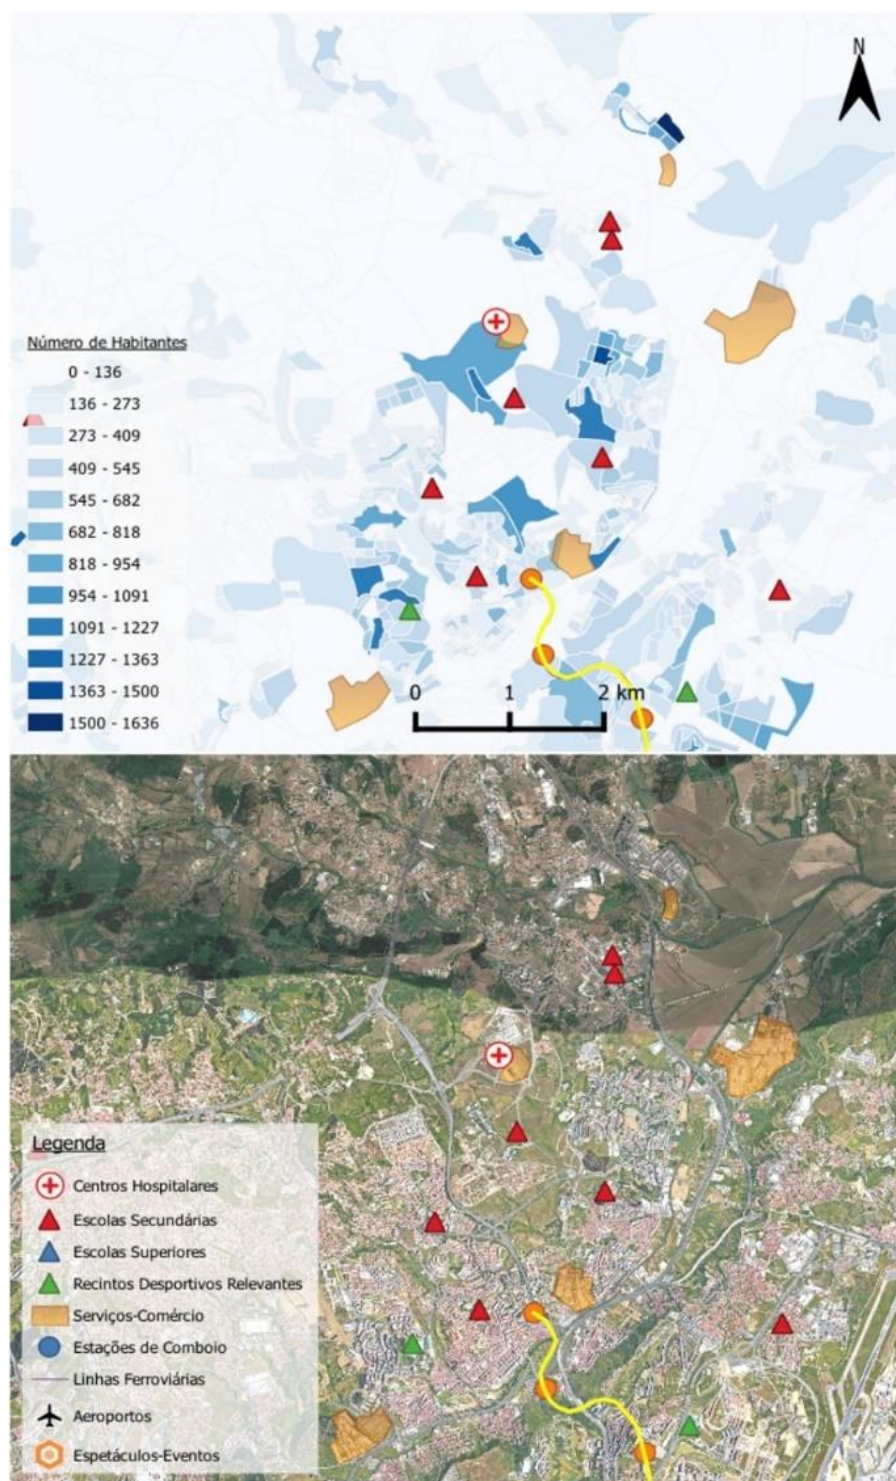 N
Número de Habitantes
0 - 136
136 - 273
273 - 409
409 - 545
545 - 682
682 - 818
818 - 954
954 - 1091
1091 - 1227
1227 - 1363
1363 - 1500
1500 - 1636
0 1 2 km
Legenda
Centros Hospitalares
Escolas Secundárias
Escolas Superiores
Recintos Desportivos Relevantes
Serviços-Comércio
Estações de Comboio
Linhas Ferroviárias
Aeroportos
Espetáculos-Eventos